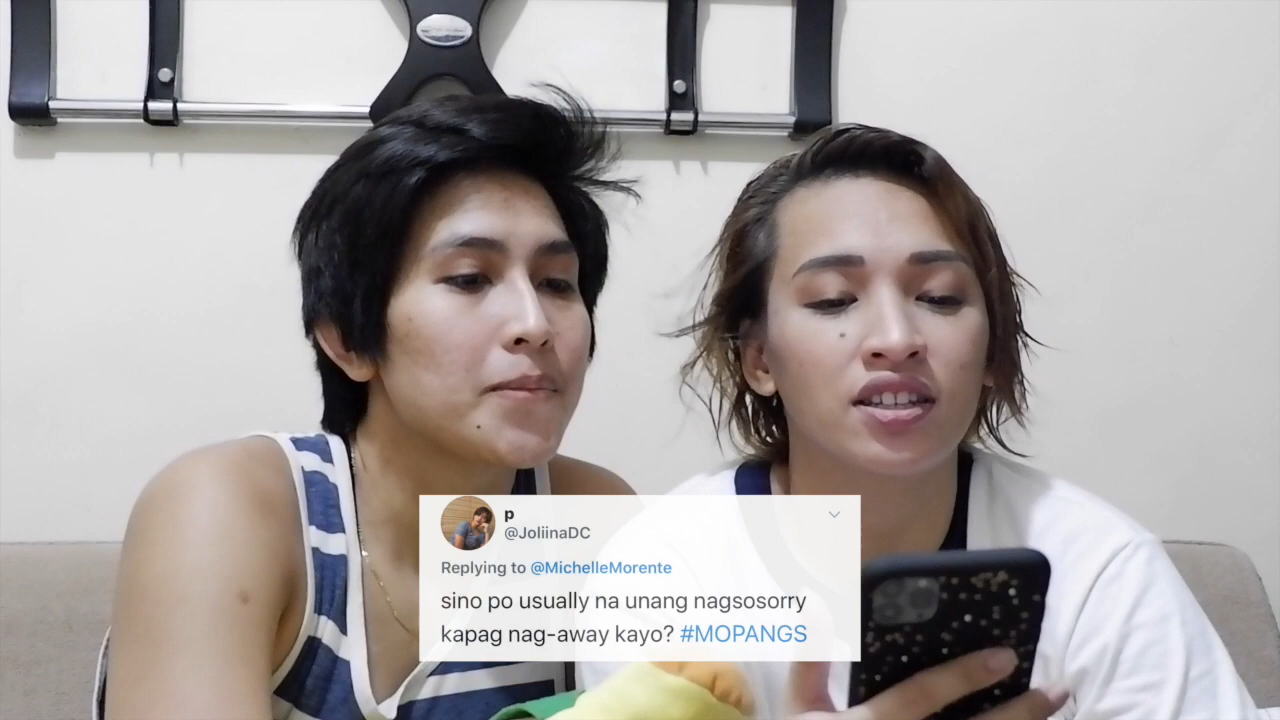 p
@JoliinaDC
Replying to @MichelleMorente
sino po usually na unang nagsosorry
kapag nag-away kayo? #MOPANGS